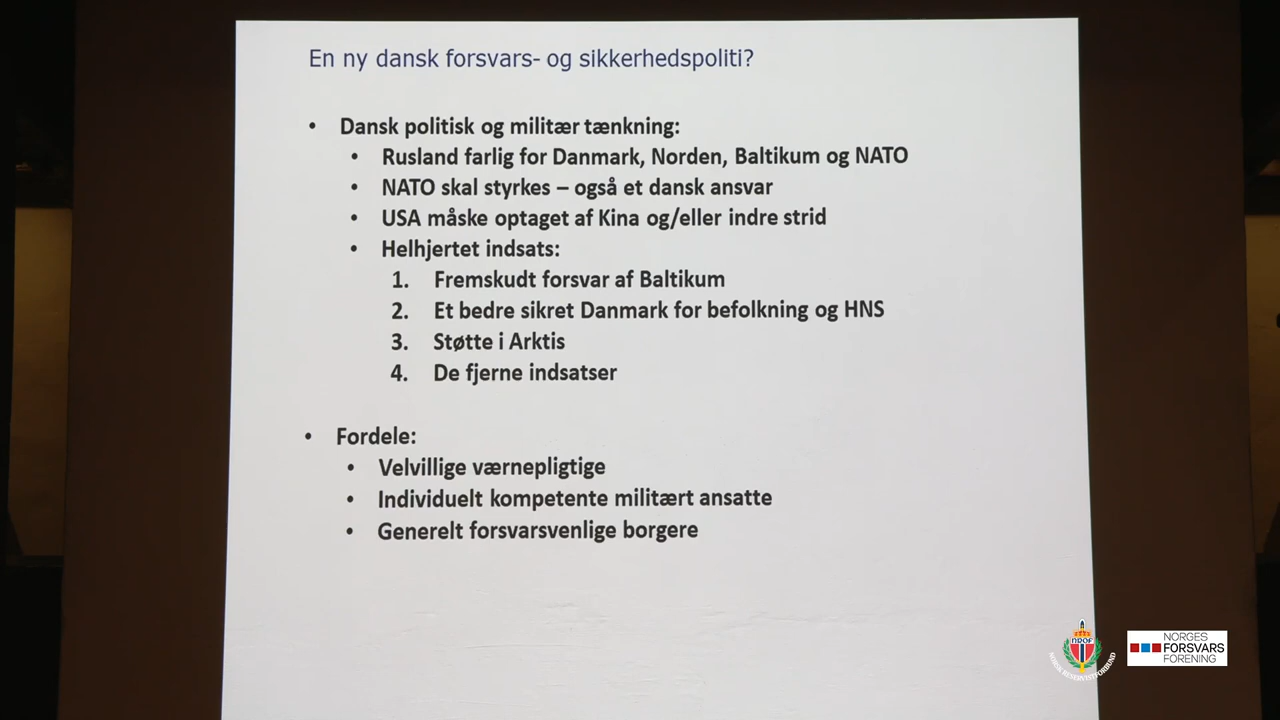 En ny dansk forsvars- og sikkerhedspoliti?
• Dansk politisk og militær tænkning:
• Rusland farlig for Danmark, Norden, Baltikum og NATO
• NATO skal styrkes – også et dansk ansvar
• USA måske optaget af Kina og/eller indre strid
• Helhjertet indsats:
1. Fremskudt forsvar af Baltikum
2. Et bedre sikret Danmark for befolkning og HNS
3. Støtte i Arktis
4. De fjerne indsatser
• Fordele:
• Velvillige værnepligtige
• Individuelt kompetente militært ansatte
• Generelt forsvarsvenlige borgere
NROF
NORSK RESERVISTFORBUND
NORGES
FORSVARS
FORENING